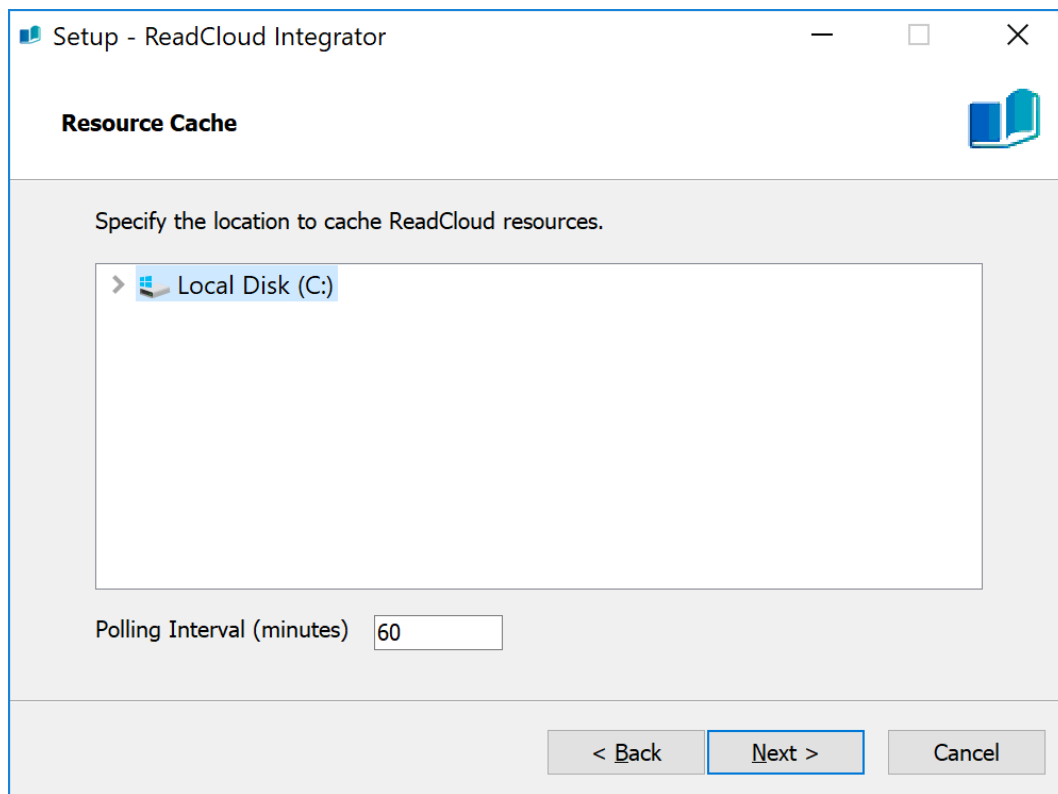 Setup - ReadCloud Integrator
Resource Cache
Specify the location to cache ReadCloud resources.
Local Disk (C:)
Polling Interval (minutes) 60
< Back Next > Cancel